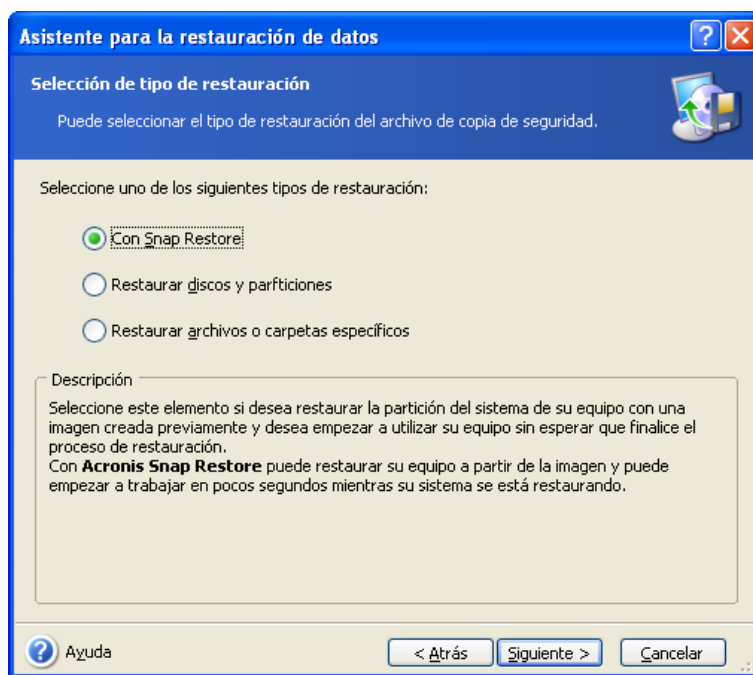 Asistente para la restauración de datos
Selección de tipo de restauración
Puede seleccionar el tipo de restauración del archivo de copia de seguridad.
Seleccione uno de los siguientes tipos de restauración:
Con Snap Restore
Restaurar discos y parfticiones
Restaurar archivos o carpetas específicos
Descripción
Seleccione este elemento si desea restaurar la partición del sistema de su equipo con una
imagen creada previamente y desea empezar a utilizar su equipo sin esperar que finalice el
proceso de restauración.
Con Acronis Snap Restore puede restaurar su equipo a partir de la imagen y puede
empezar a trabajar en pocos segundos mientras su sistema se está restaurando.
Ayuda
< Atrás
Siguiente >
Cancelar